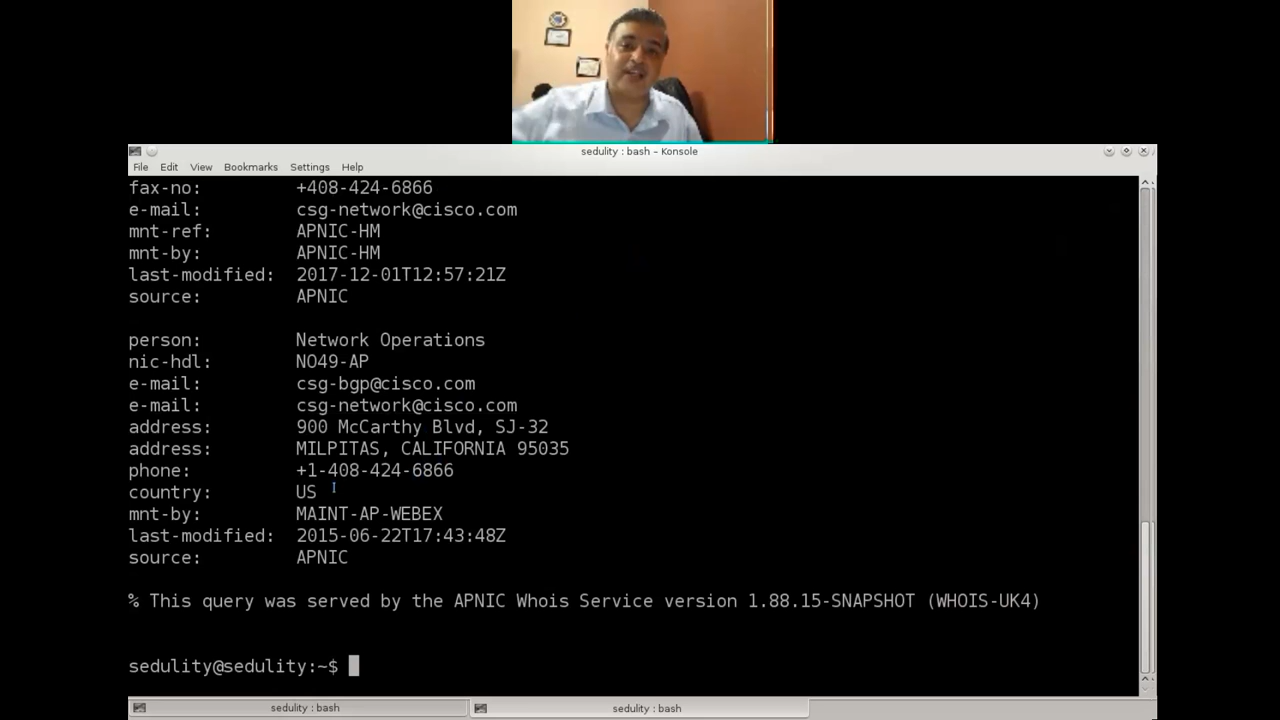 sedulity : bash – Konsole
File Edit View Bookmarks Settings Help
fax-no: +408-424-6866
e-mail: csg-network@cisco.com
mnt-ref: APNIC-HM
mnt-by: APNIC-HM
last-modified: 2017-12-01T12:57:21Z
source: APNIC
person: Network Operations
nic-hdl: NO49-AP
e-mail: csg-bgp@cisco.com
e-mail: csg-network@cisco.com
address: 900 McCarthy Blvd, SJ-32
address: MILPITAS, CALIFORNIA 95035
phone: +1-408-424-6866
country: US
mnt-by: MAINT-AP-WEBEX
last-modified: 2015-06-22T17:43:48Z
source: APNIC
% This query was served by the APNIC Whois Service version 1.88.15-SNAPSHOT (WHOIS-UK4)
sedulity@sedulity:~$
sedulity : bash
sedulity : bash